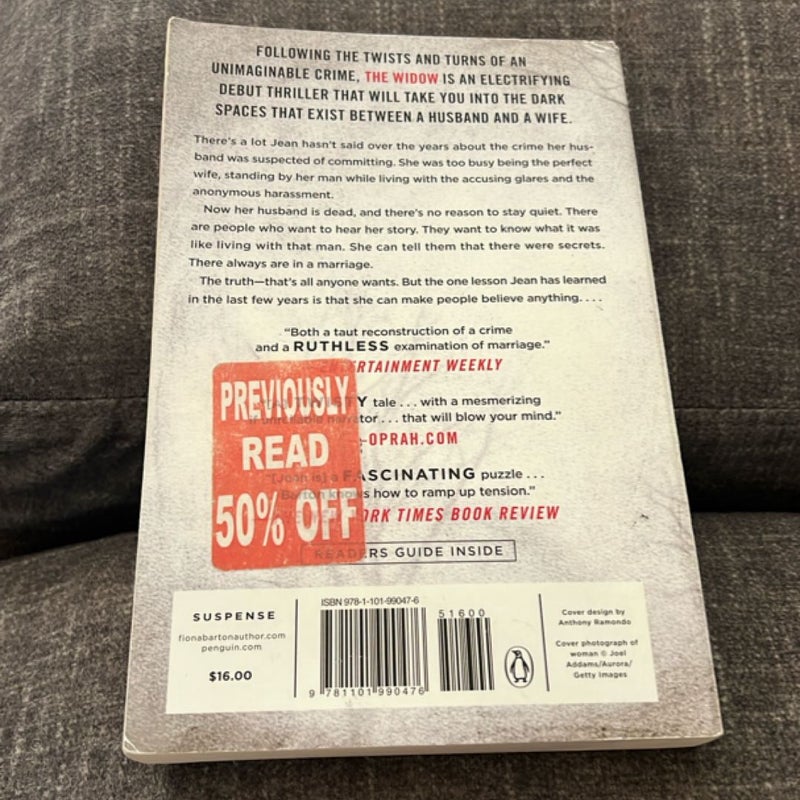 FOLLOWING THE TWISTS AND TURNS OF AN
UNIMAGINABLE CRIME, THE WIDOW IS AN ELECTRIFYING
DEBUT THRILLER THAT WILL TAKE YOU INTO THE DARK
SPACES THAT EXIST BETWEEN A HUSBAND AND A WIFE.
There's a lot Jean hasn't said over the years about the crime her hus-
band was suspected of committing. She was too busy being the perfect
wife, standing by her man while living with the accusing glares and the
anonymous harassment.
Now her husband is dead, and there's no reason to stay quiet. There
are people who want to hear her story. They want to know what it was
like living with that man. She can tell them that there were secrets.
There always are in a marriage.
The truth—that's all anyone wants. But the one lesson Jean has learned
in the last few years is that she can make people believe anything....
“Both a taut reconstruction of a crime
and a RUTHLESS examination of marriage.”
ENTERTAINMENT WEEKLY
TWISTY tale... with a mesmerizing
narrator... that will blow your mind.”
—OPRAH.COM
[Jean is] a FASCINATING puzzle...
Barton knows how to ramp up tension.”
YORK TIMES BOOK REVIEW
READERS GUIDE INSIDE
PREVIOUSLY
READ
50% OFF
SUSPENSE
fionabartonauthor.com
penguin.com
$16.00
ISBN 978-1-101-99047-6
51600
9 781101 990476
Cover design by
Anthony Ramondo
Cover photograph of
woman © Joel
Addams/Aurora/
Getty Images